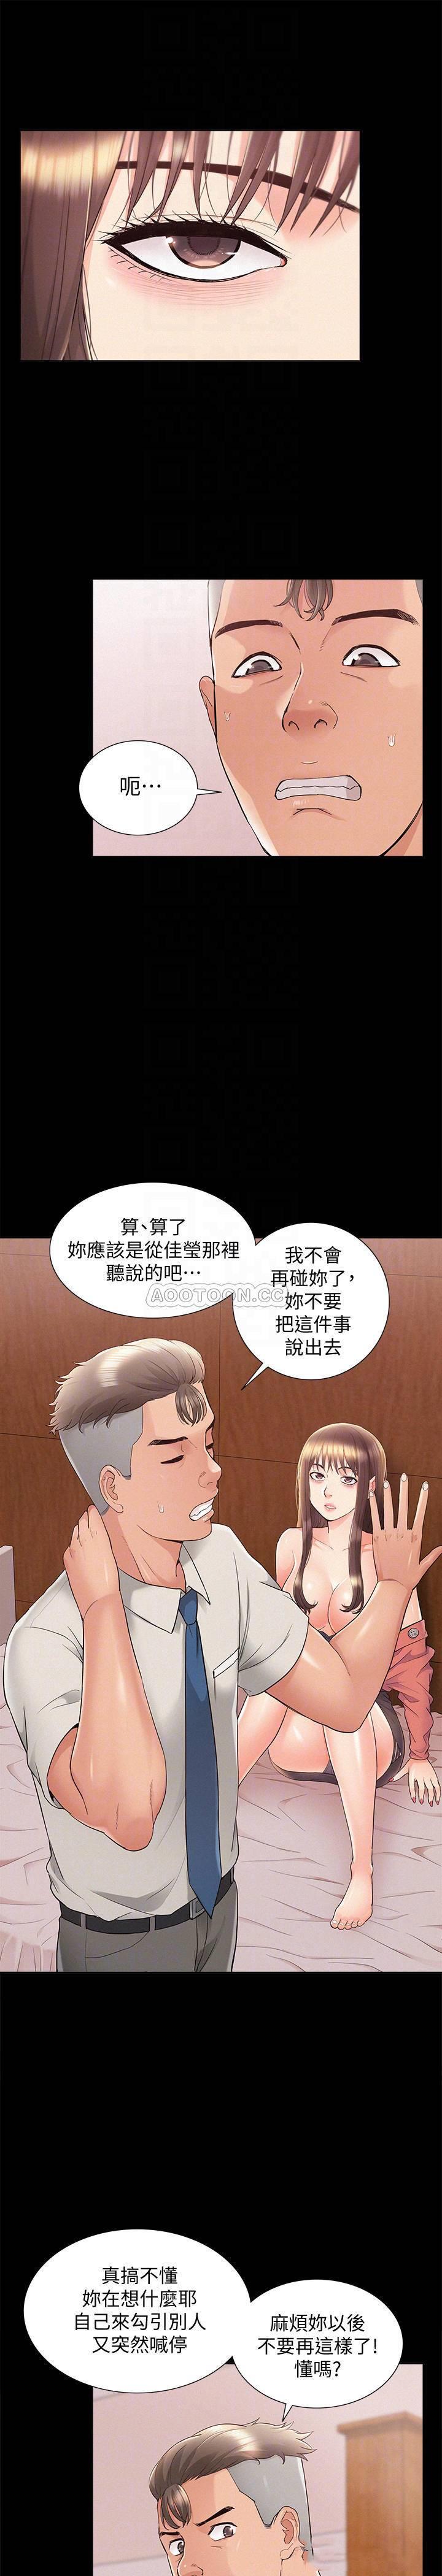 呃…
算、算了
妳應該是從佳瑩那裡
聽說的吧…
AOOTOON.CC
我不會
再碰妳了，
妳不要
把這件事
說出去
真搞不懂
妳在想什麼耶
自己來勾引別人
又突然喊停
麻煩妳以後
不要再這樣了!
懂嗎?